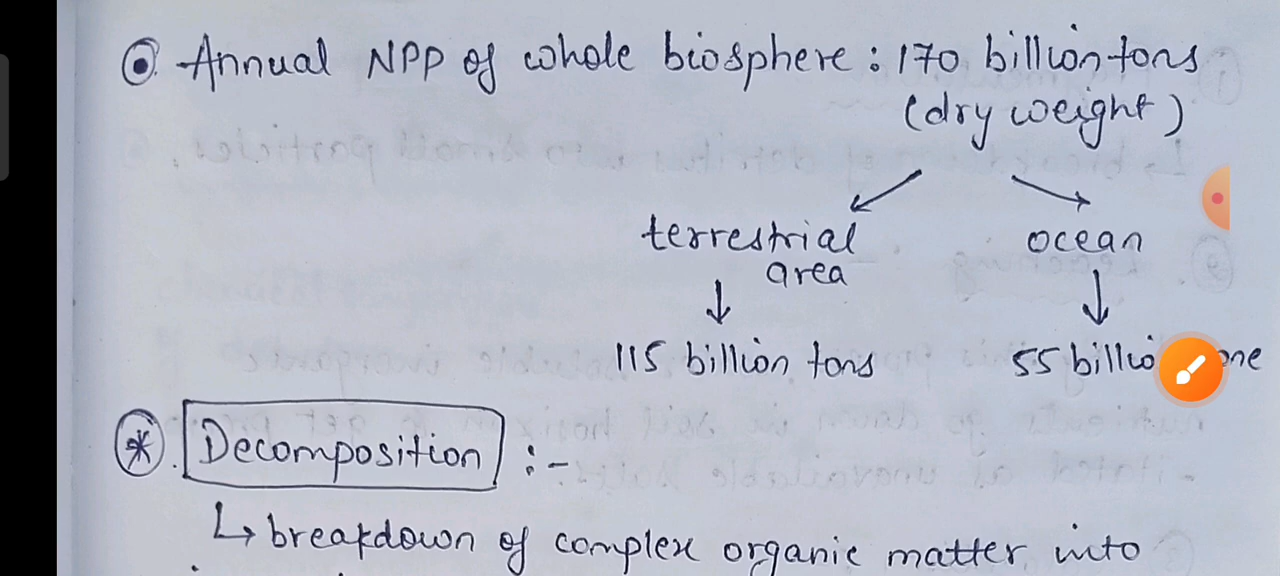 Annual NPP of whole biosphere : 170 billion tons
(dry weight)
terrestrial area
ocean
115 billion tons
55
Decomposition :-
breakdown of complex organic matter into